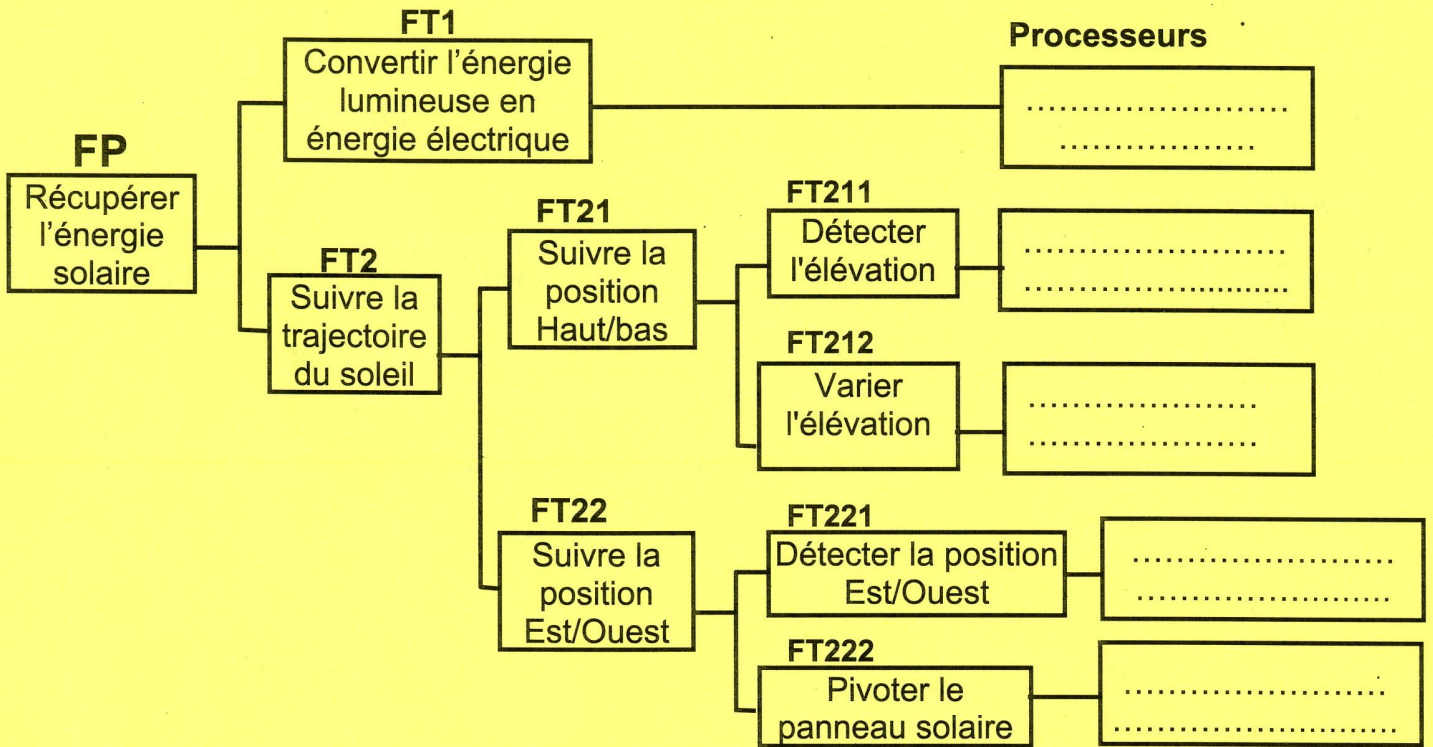 FT1
Convertir l'énergie
lumineuse en
énergie électrique
Processeurs
...........................
....................
FP
Récupérer
l'énergie
solaire
FT2
Suivre la
trajectoire
du soleil
FT21
Suivre la
position
Haut/bas
FT211
Détecter
l'élévation
...........................
...........................
FT212
Varier
l'élévation
........................
........................
FT22
Suivre la
position
Est/Ouest
FT221
Détecter la position
Est/Ouest
...........................
...........................
FT222
Pivoter le
panneau solaire
...........................
..............................